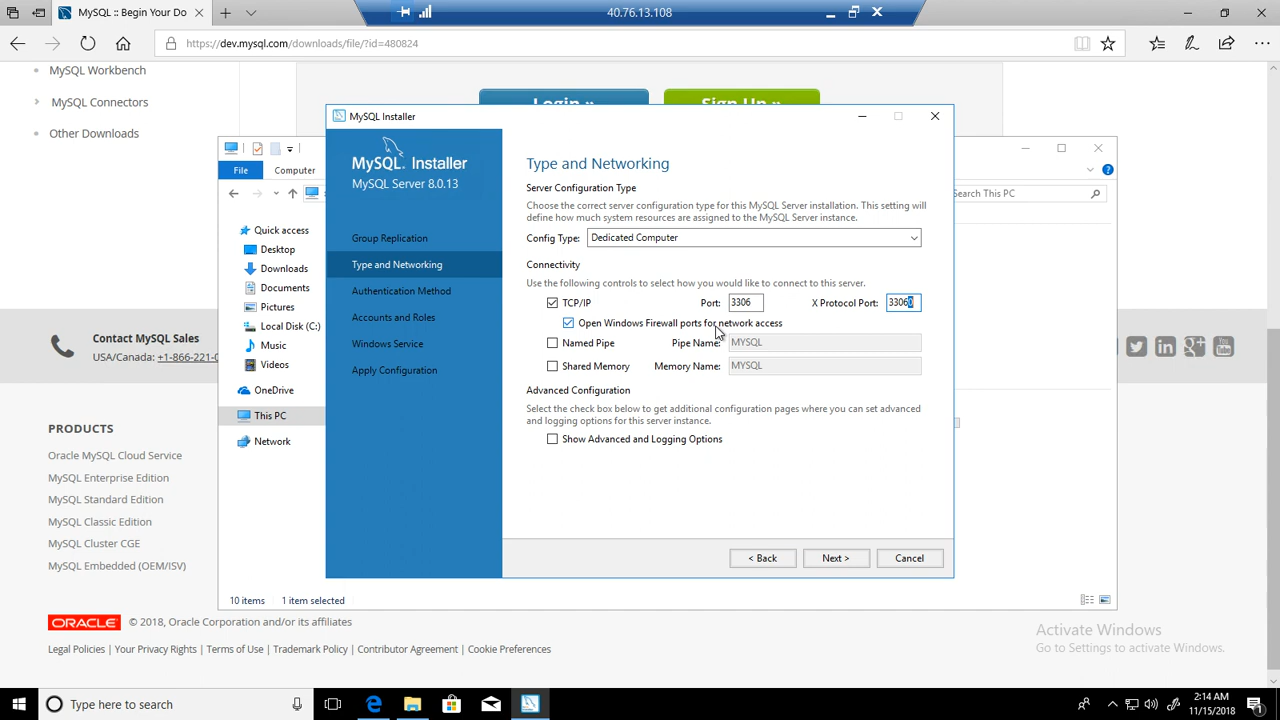 MySQL :: Begin Your Do
40.76.13.108
https://dev.mysql.com/downloads/file/?id=480824
MySQL Workbench
MySQL Connectors
Other Downloads
Login »
Sign Up »
Contact MySQL Sales
USA/Canada: +1-866-221-0
PRODUCTS
Oracle MySQL Cloud Service
MySQL Enterprise Edition
MySQL Standard Edition
MySQL Classic Edition
MySQL Cluster CGE
MySQL Embedded (OEM/ISV)
ORACLE © 2018, Oracle Corporation and/or its affiliates
Legal Policies | Your Privacy Rights | Terms of Use | Trademark Policy | Contributor Agreement | Cookie Preferences
File
Computer
Search This PC
Quick access
Desktop
Downloads
Documents
Pictures
Local Disk (C:)
Music
Videos
OneDrive
This PC
Network
10 items
1 item selected
MySQL Installer
MySQL. Installer
MySQL Server 8.0.13
Group Replication
Type and Networking
Authentication Method
Accounts and Roles
Windows Service
Apply Configuration
Type and Networking
Server Configuration Type
Choose the correct server configuration type for this MySQL Server installation. This setting will
define how much system resources are assigned to the MySQL Server instance.
Config Type: Dedicated Computer
Connectivity
Use the following controls to select how you would like to connect to this server.
TCP/IP Port: 3306 X Protocol Port: 33060
Open Windows Firewall ports for network access
Named Pipe Pipe Name: MYSQL
Shared Memory Memory Name: MYSQL
Advanced Configuration
Select the check box below to get additional configuration pages where you can set advanced
and logging options for this server instance.
Show Advanced and Logging Options
< Back Next > Cancel
Activate Windows
Go to Settings to activate Windows.
Type here to search
2:14 AM
11/15/2018